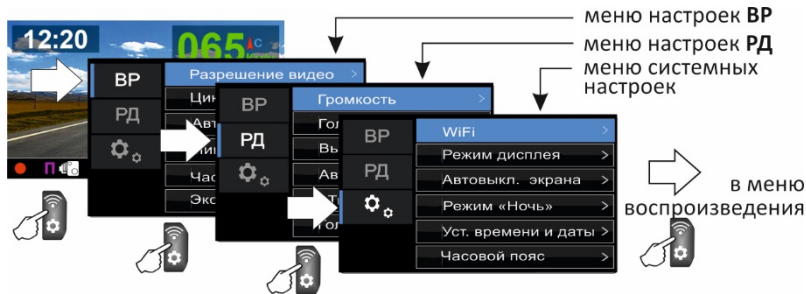 меню настроек ВР
меню настроек РД
меню системных
настроек
12:20
065
ВР
РД
Разрешение видео >
ВР
РД
Громкость >
ВР
РД
WiFi >
Режим дисплея >
Автовыкл. экрана >
Режим «Ночь» >
Уст. времени и даты >
Часовой пояс >
П
в меню
воспроизведения